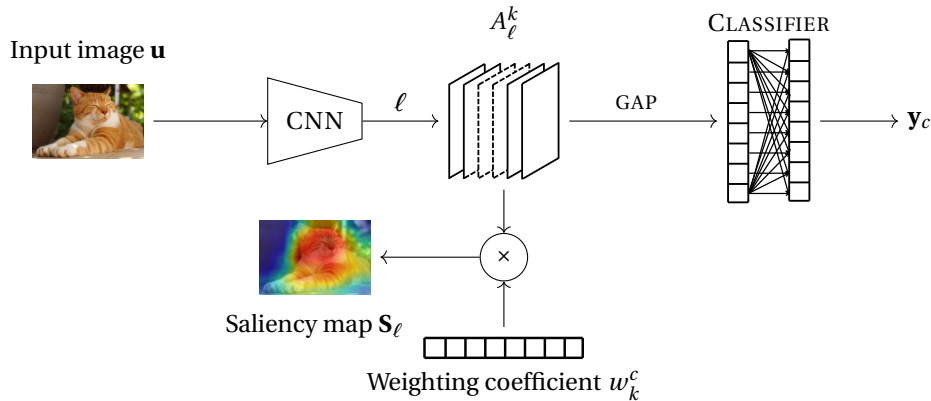 Input image u
CNN
ℓ
A_ℓ^k
GAP
CLASSIFIER
y_c
×
Saliency map S_ℓ
Weighting coefficient w_k^c